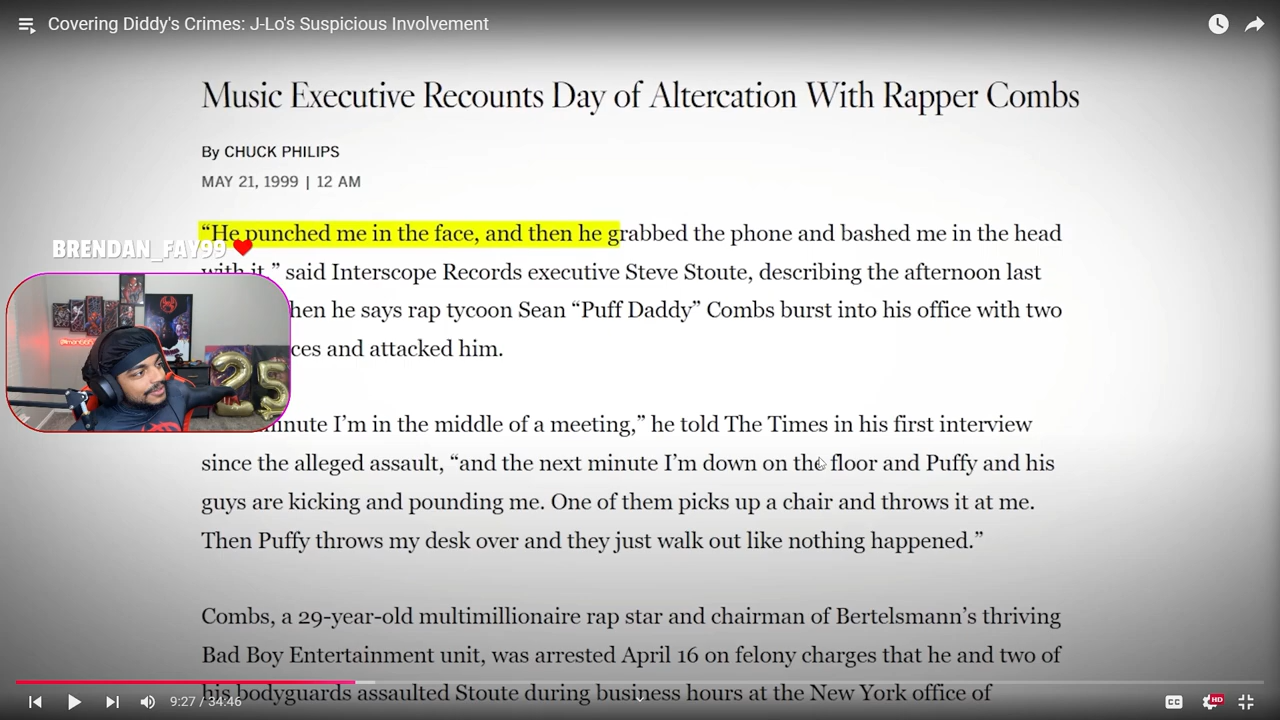 Covering Diddy's Crimes: J-Lo's Suspicious Involvement
Music Executive Recounts Day of Altercation With Rapper Combs
By CHUCK PHILIPS
MAY 21, 1999 | 12 AM
“He punched me in the face, and then he grabbed the phone and bashed me in the head
BRENDAN_FAY99
with it,” said Interscope Records executive Steve Stoute, describing the afternoon last
hen he says rap tycoon Sean “Puff Daddy” Combs burst into his office with two
ces and attacked him.
25
minute I’m in the middle of a meeting,” he told The Times in his first interview
since the alleged assault, “and the next minute I’m down on the floor and Puffy and his
guys are kicking and pounding me. One of them picks up a chair and throws it at me.
Then Puffy throws my desk over and they just walk out like nothing happened.”
Combs, a 29-year-old multimillionaire rap star and chairman of Bertelsmann’s thriving
Bad Boy Entertainment unit, was arrested April 16 on felony charges that he and two of
his bodyguards assaulted Stoute during business hours at the New York office of
9:27 / 34:46
CC
HD